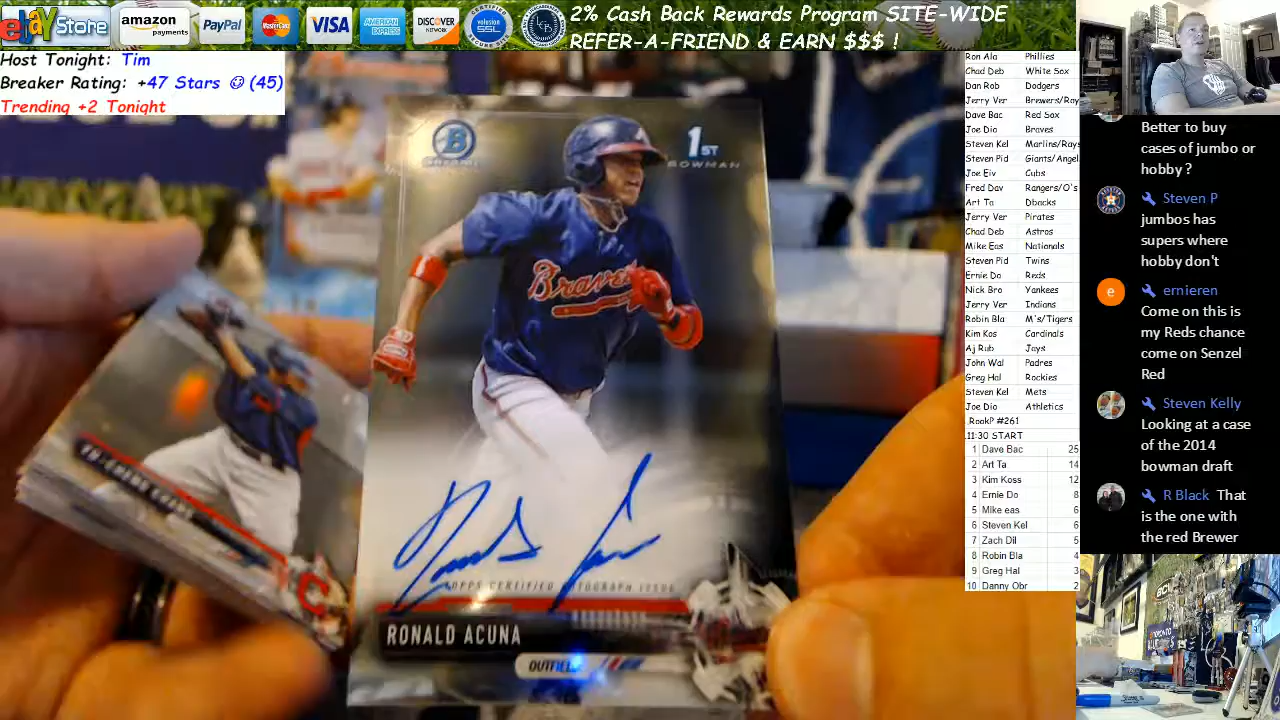 ebay Store
amazon
payments
PayPal
MasterCard
VISA
AMERICAN
EXPRESS
DISCOVER
NETWORK
volusion
SSL
2% Cash Back Rewards Program SITE-WIDE
REFER-A-FRIEND & EARN $$$ !
Host Tonight: Tim
Breaker Rating: +47 Stars ☺ (45)
Trending +2 Tonight
B
1ST
BOWMAN
Braves
TOPPS CERTIFIED AUTOGRAPH ISSUE
RONALD ACUNA
OUTFIELD
Ron Ala Phillies
Chad Deb White Sox
Dan Rob Dodgers
Jerry Ver Brewers/Ray
Dave Bac Red Sox
Joe Dio Braves
Steven Kel Marlins/Rays
Steven Pid Giants/Angel
Joe Eiv Cubs
Fred Dav Rangers/O's
Art Ta Dbacks
Jerry Ver Pirates
Chad Deb Astros
Mike Eas Nationals
Steven Pid Twins
Ernie Do Reds
Nick Bro Yankees
Jerry Ver Indians
Robin Bla M's/Tigers
Kim Kos Cardinals
Aj Rub Jays
John Wal Padres
Greg Hal Rockies
Steven Kel Mets
Joe Dio Athletics
RookP #261
11:30 START
1 Dave Bac 25
2 Art Ta 14
3 Kim Koss 12
4 Ernie Do 8
5 Mike eas 6
6 Steven Kel 6
7 Zach Dil 5
8 Robin Bla 4
9 Greg Hal 3
10 Danny Obr 2
Better to buy
cases of jumbo or
hobby ?
Steven P
jumbos has
supers where
hobby don't
e
ernieren
Come on this is
my Reds chance
come on Senzel
Red
Steven Kelly
Looking at a case
of the 2014
bowman draft
R Black That
is the one with
the red Brewer